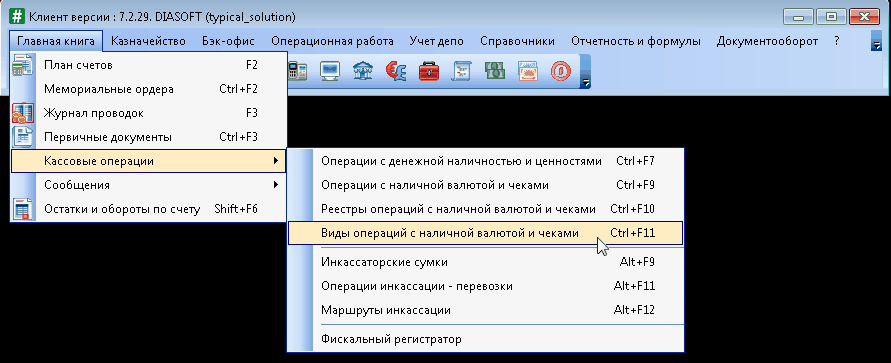 Клиент версии : 7.2.29. DIASOFT (typical_solution)
Главная книга Казначейство Бэк-офис Операционная работа Учет депо Справочники Отчетность и формулы Документооборот ?
План счетов F2
Мемориальные ордера Ctrl+F2
Журнал проводок F3
Первичные документы Ctrl+F3
Кассовые операции
Сообщения
Остатки и обороты по счету Shift+F6
Операции с денежной наличностью и ценностями Ctrl+F7
Операции с наличной валютой и чеками Ctrl+F9
Реестры операций с наличной валютой и чеками Ctrl+F10
Виды операций с наличной валютой и чеками Ctrl+F11
Инкассаторские сумки Alt+F9
Операции инкассации - перевозки Alt+F11
Маршруты инкассации Alt+F12
Фискальный регистратор